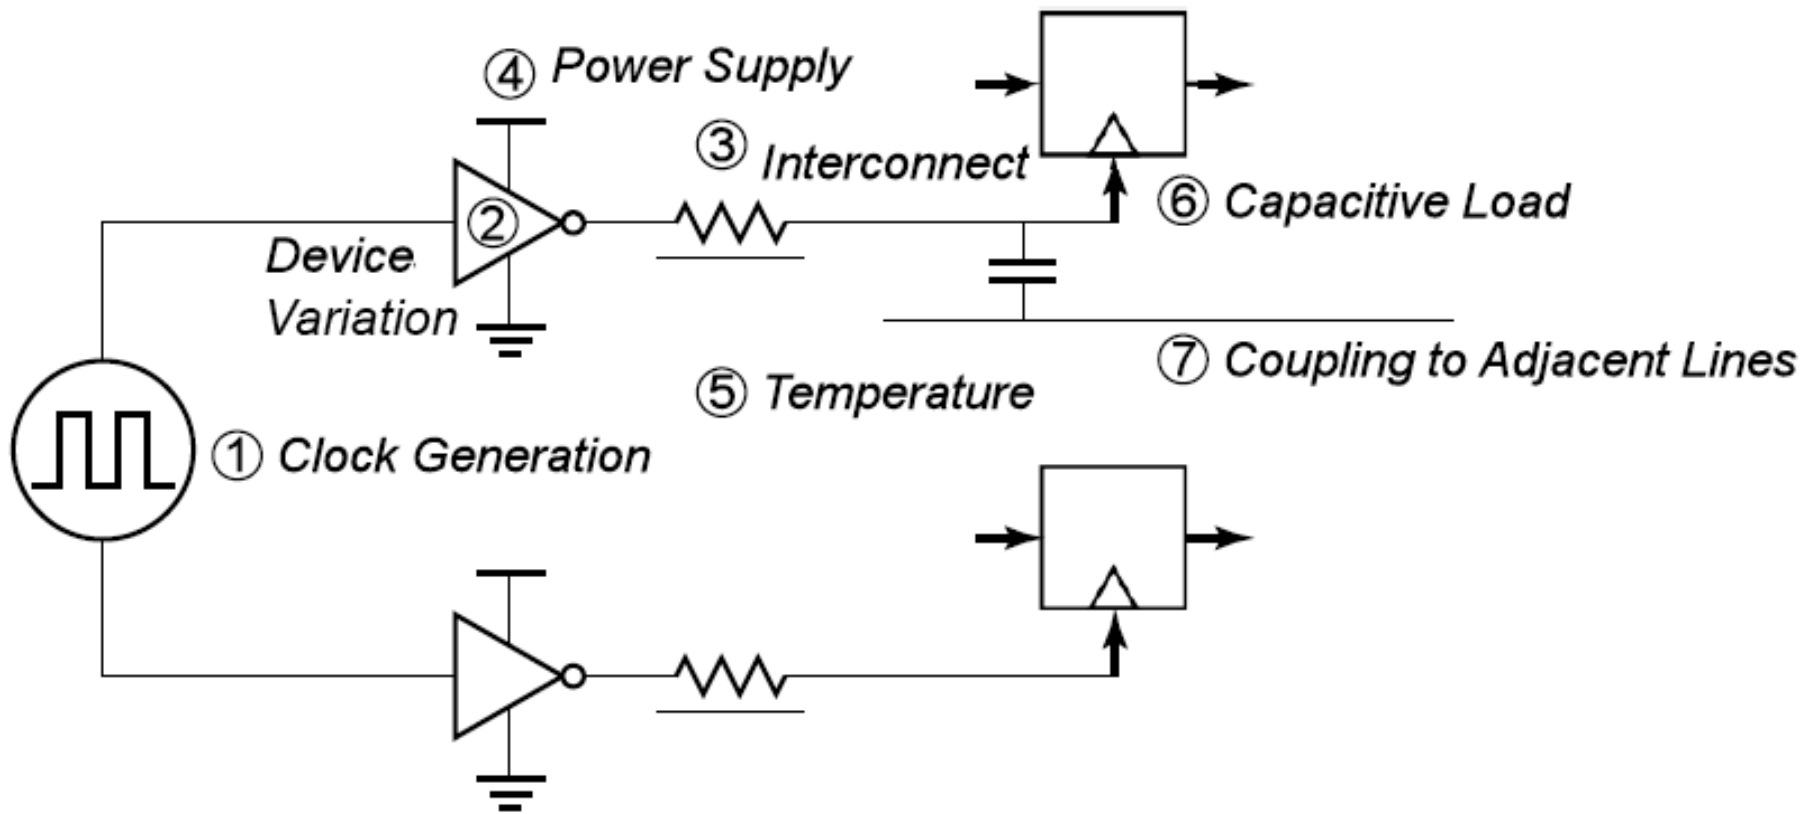 ④ Power Supply
③ Interconnect
⑥ Capacitive Load
②
Device
Variation
⑦ Coupling to Adjacent Lines
⑤ Temperature
① Clock Generation